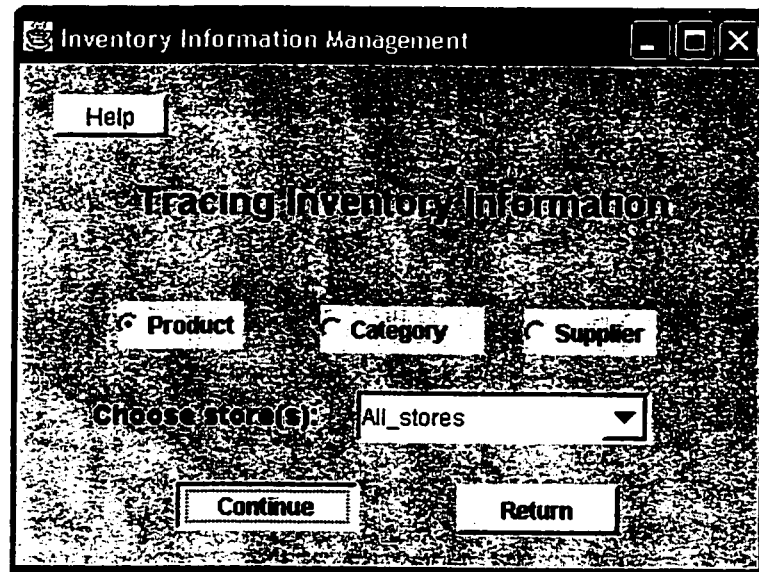 Inventory Information Management
Help
Tracing Inventory Information
Product Category Supplier
Choose store(s): All_stores
Continue Return